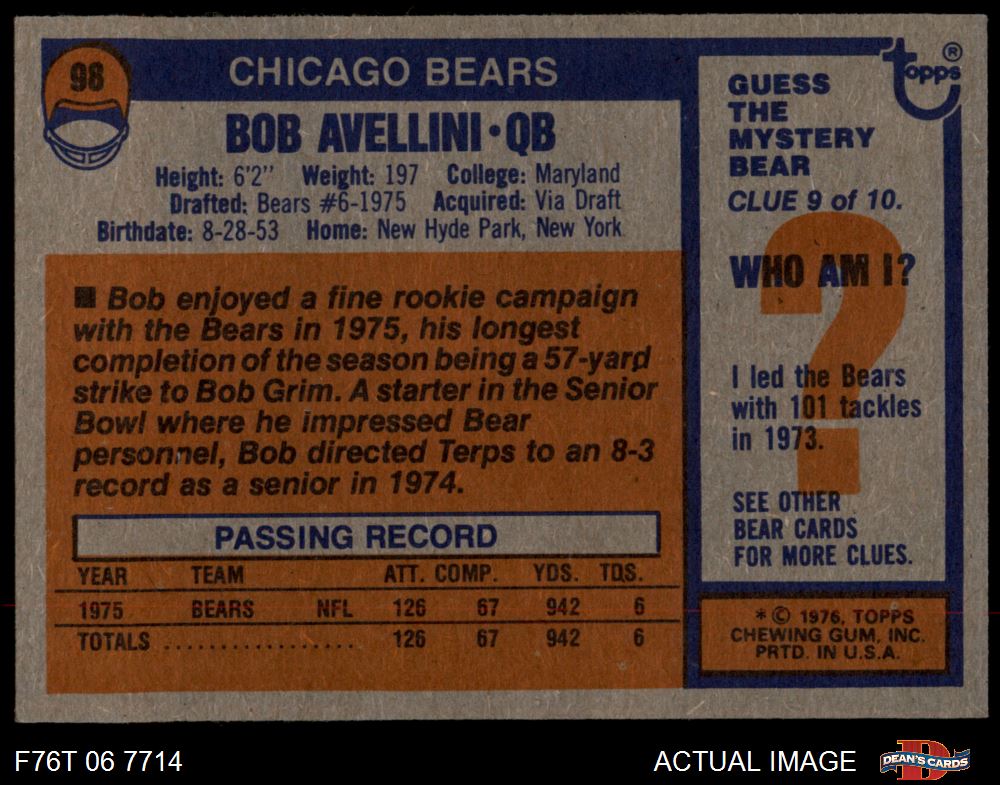 98
CHICAGO BEARS
BOB AVELLINI • QB
Height: 6'2" Weight: 197 College: Maryland
Drafted: Bears #6-1975 Acquired: Via Draft
Birthdate: 8-28-53 Home: New Hyde Park, New York
■ Bob enjoyed a fine rookie campaign
with the Bears in 1975, his longest
completion of the season being a 57-yard
strike to Bob Grim. A starter in the Senior
Bowl where he impressed Bear
personnel, Bob directed Terps to an 8-3
record as a senior in 1974.
PASSING RECORD
YEAR TEAM ATT. COMP. YDS. TDS.
1975 BEARS NFL 126 67 942 6
TOTALS .................. 126 67 942 6
topps ®
GUESS
THE
MYSTERY
BEAR
CLUE 9 of 10.
?
WHO AM I?
I led the Bears
with 101 tackles
in 1973.
SEE OTHER
BEAR CARDS
FOR MORE CLUES.
* © 1976, TOPPS
CHEWING GUM, INC.
PRTD. IN U.S.A.
F76T 06 7714
ACTUAL IMAGE
D
DEAN'S CARDS